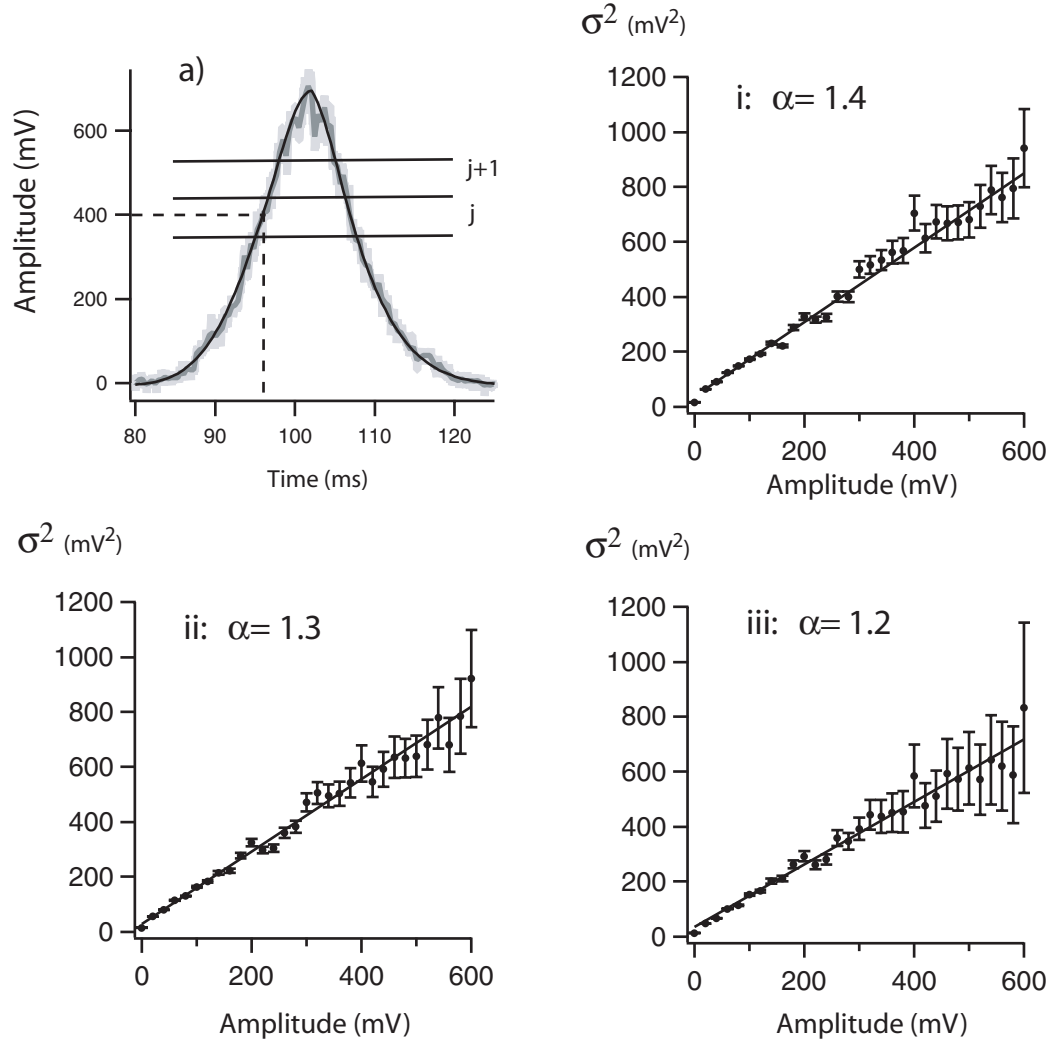 a)
Amplitude (mV)
600
400
200
0
j+1
j
80 90 100 110 120
Time (ms)
σ² (mV²)
i: α= 1.4
1200
1000
800
600
400
200
0
0 200 400 600
Amplitude (mV)
σ² (mV²)
ii: α= 1.3
1200
1000
800
600
400
200
0
0 200 400 600
Amplitude (mV)
σ² (mV²)
iii: α= 1.2
1200
1000
800
600
400
200
0
0 200 400 600
Amplitude (mV)